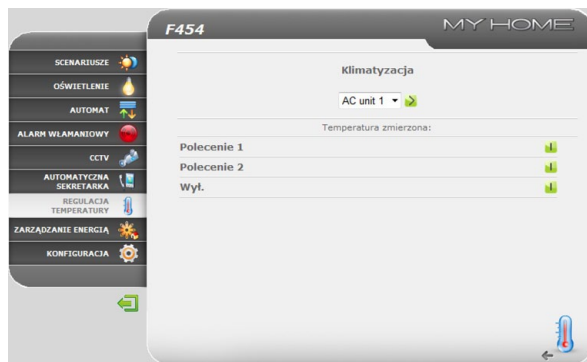 F454
MY HOME
SCENARIUSZE
OŚWIETLENIE
AUTOMAT
ALARM WŁAMANIOWY
CCTV
AUTOMATYCZNA
SEKRETARKA
REGULACJA
TEMPERATURY
ZARZĄDZANIE ENERGIĄ
KONFIGURACJA
Klimatyzacja
AC unit 1
Temperatura zmierzona:
Polecenie 1
Polecenie 2
Wył.